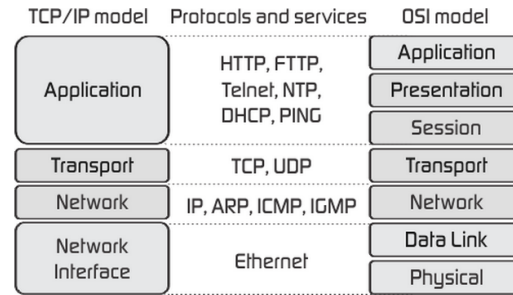 TCP/IP model Protocols and services OSI model
Application
HTTP, FTTP,
Telnet, NTP,
DHCP, PING
Application
Presentation
Session
Transport TCP, UDP Transport
Network IP, ARP, ICMP, IGMP Network
Network
Interface
Ethernet
Data Link
Physical